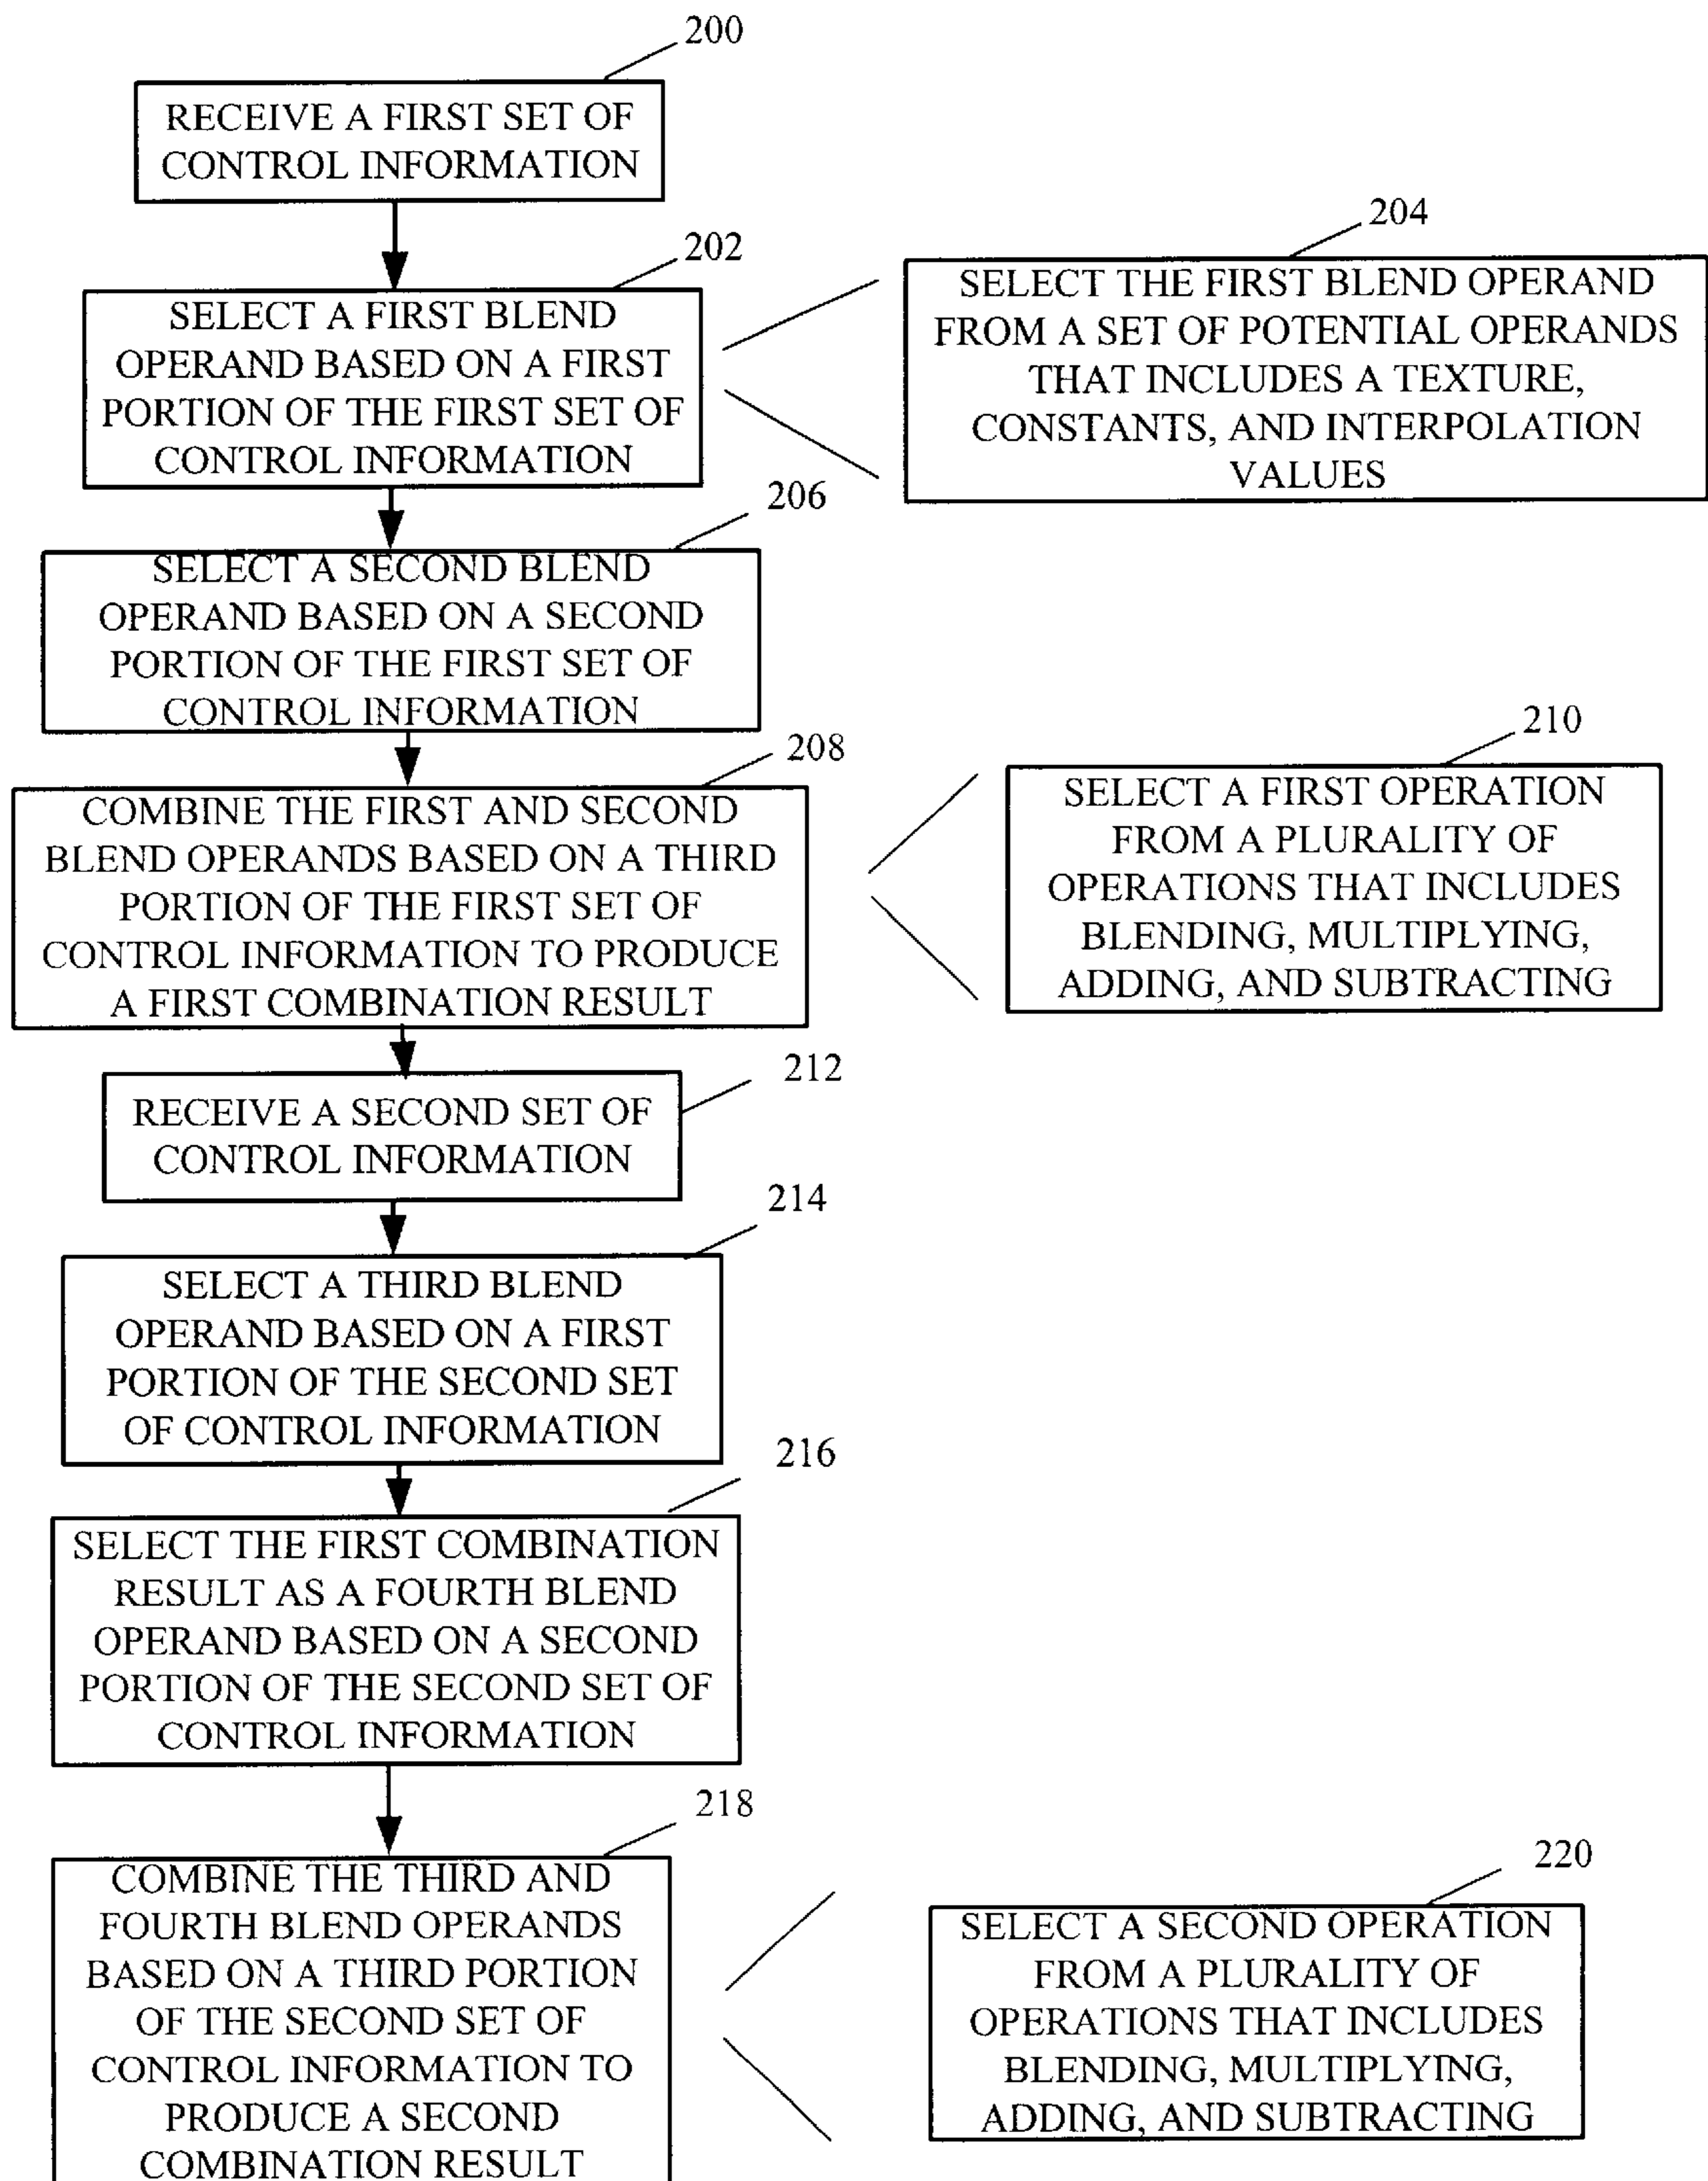 200
RECEIVE A FIRST SET OF
CONTROL INFORMATION
202
SELECT A FIRST BLEND
OPERAND BASED ON A FIRST
PORTION OF THE FIRST SET OF
CONTROL INFORMATION
204
SELECT THE FIRST BLEND OPERAND
FROM A SET OF POTENTIAL OPERANDS
THAT INCLUDES A TEXTURE,
CONSTANTS, AND INTERPOLATION
VALUES
206
SELECT A SECOND BLEND
OPERAND BASED ON A SECOND
PORTION OF THE FIRST SET OF
CONTROL INFORMATION
208
COMBINE THE FIRST AND SECOND
BLEND OPERANDS BASED ON A THIRD
PORTION OF THE FIRST SET OF
CONTROL INFORMATION TO PRODUCE
A FIRST COMBINATION RESULT
210
SELECT A FIRST OPERATION
FROM A PLURALITY OF
OPERATIONS THAT INCLUDES
BLENDING, MULTIPLYING,
ADDING, AND SUBTRACTING
212
RECEIVE A SECOND SET OF
CONTROL INFORMATION
214
SELECT A THIRD BLEND
OPERAND BASED ON A FIRST
PORTION OF THE SECOND SET
OF CONTROL INFORMATION
216
SELECT THE FIRST COMBINATION
RESULT AS A FOURTH BLEND
OPERAND BASED ON A SECOND
PORTION OF THE SECOND SET OF
CONTROL INFORMATION
218
COMBINE THE THIRD AND
FOURTH BLEND OPERANDS
BASED ON A THIRD PORTION
OF THE SECOND SET OF
CONTROL INFORMATION TO
PRODUCE A SECOND
COMBINATION RESULT
220
SELECT A SECOND OPERATION
FROM A PLURALITY OF
OPERATIONS THAT INCLUDES
BLENDING, MULTIPLYING,
ADDING, AND SUBTRACTING